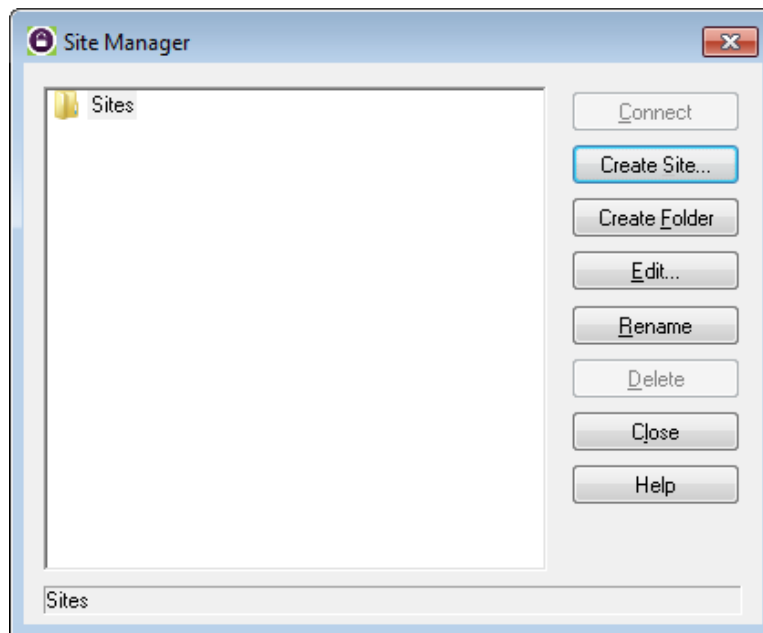 Site Manager
Sites
Connect
Create Site...
Create Folder
Edit...
Rename
Delete
Close
Help
Sites